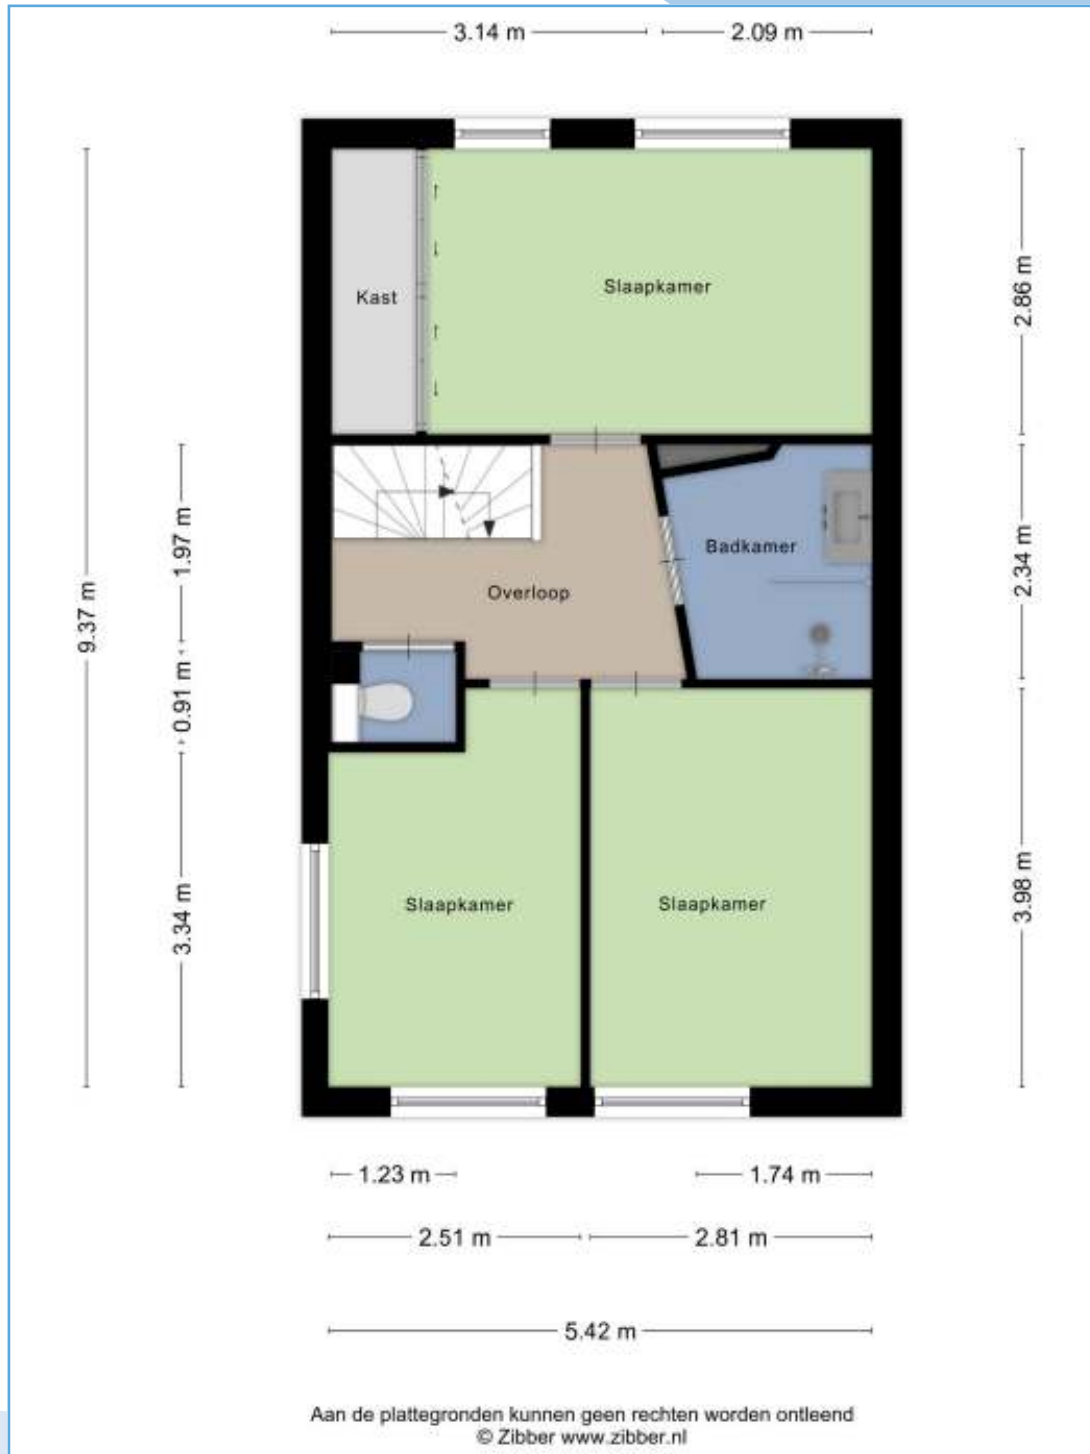 3.14 m
2.09 m
Kast
Slaapkamer
2.86 m
9.37 m
1.97 m
Overloop
Badkamer
2.34 m
0.91 m
3.34 m
Slaapkamer
Slaapkamer
3.98 m
1.23 m
1.74 m
2.51 m
2.81 m
5.42 m
Aan de plattegronden kunnen geen rechten worden ontleend
© Zibber www.zibber.nl